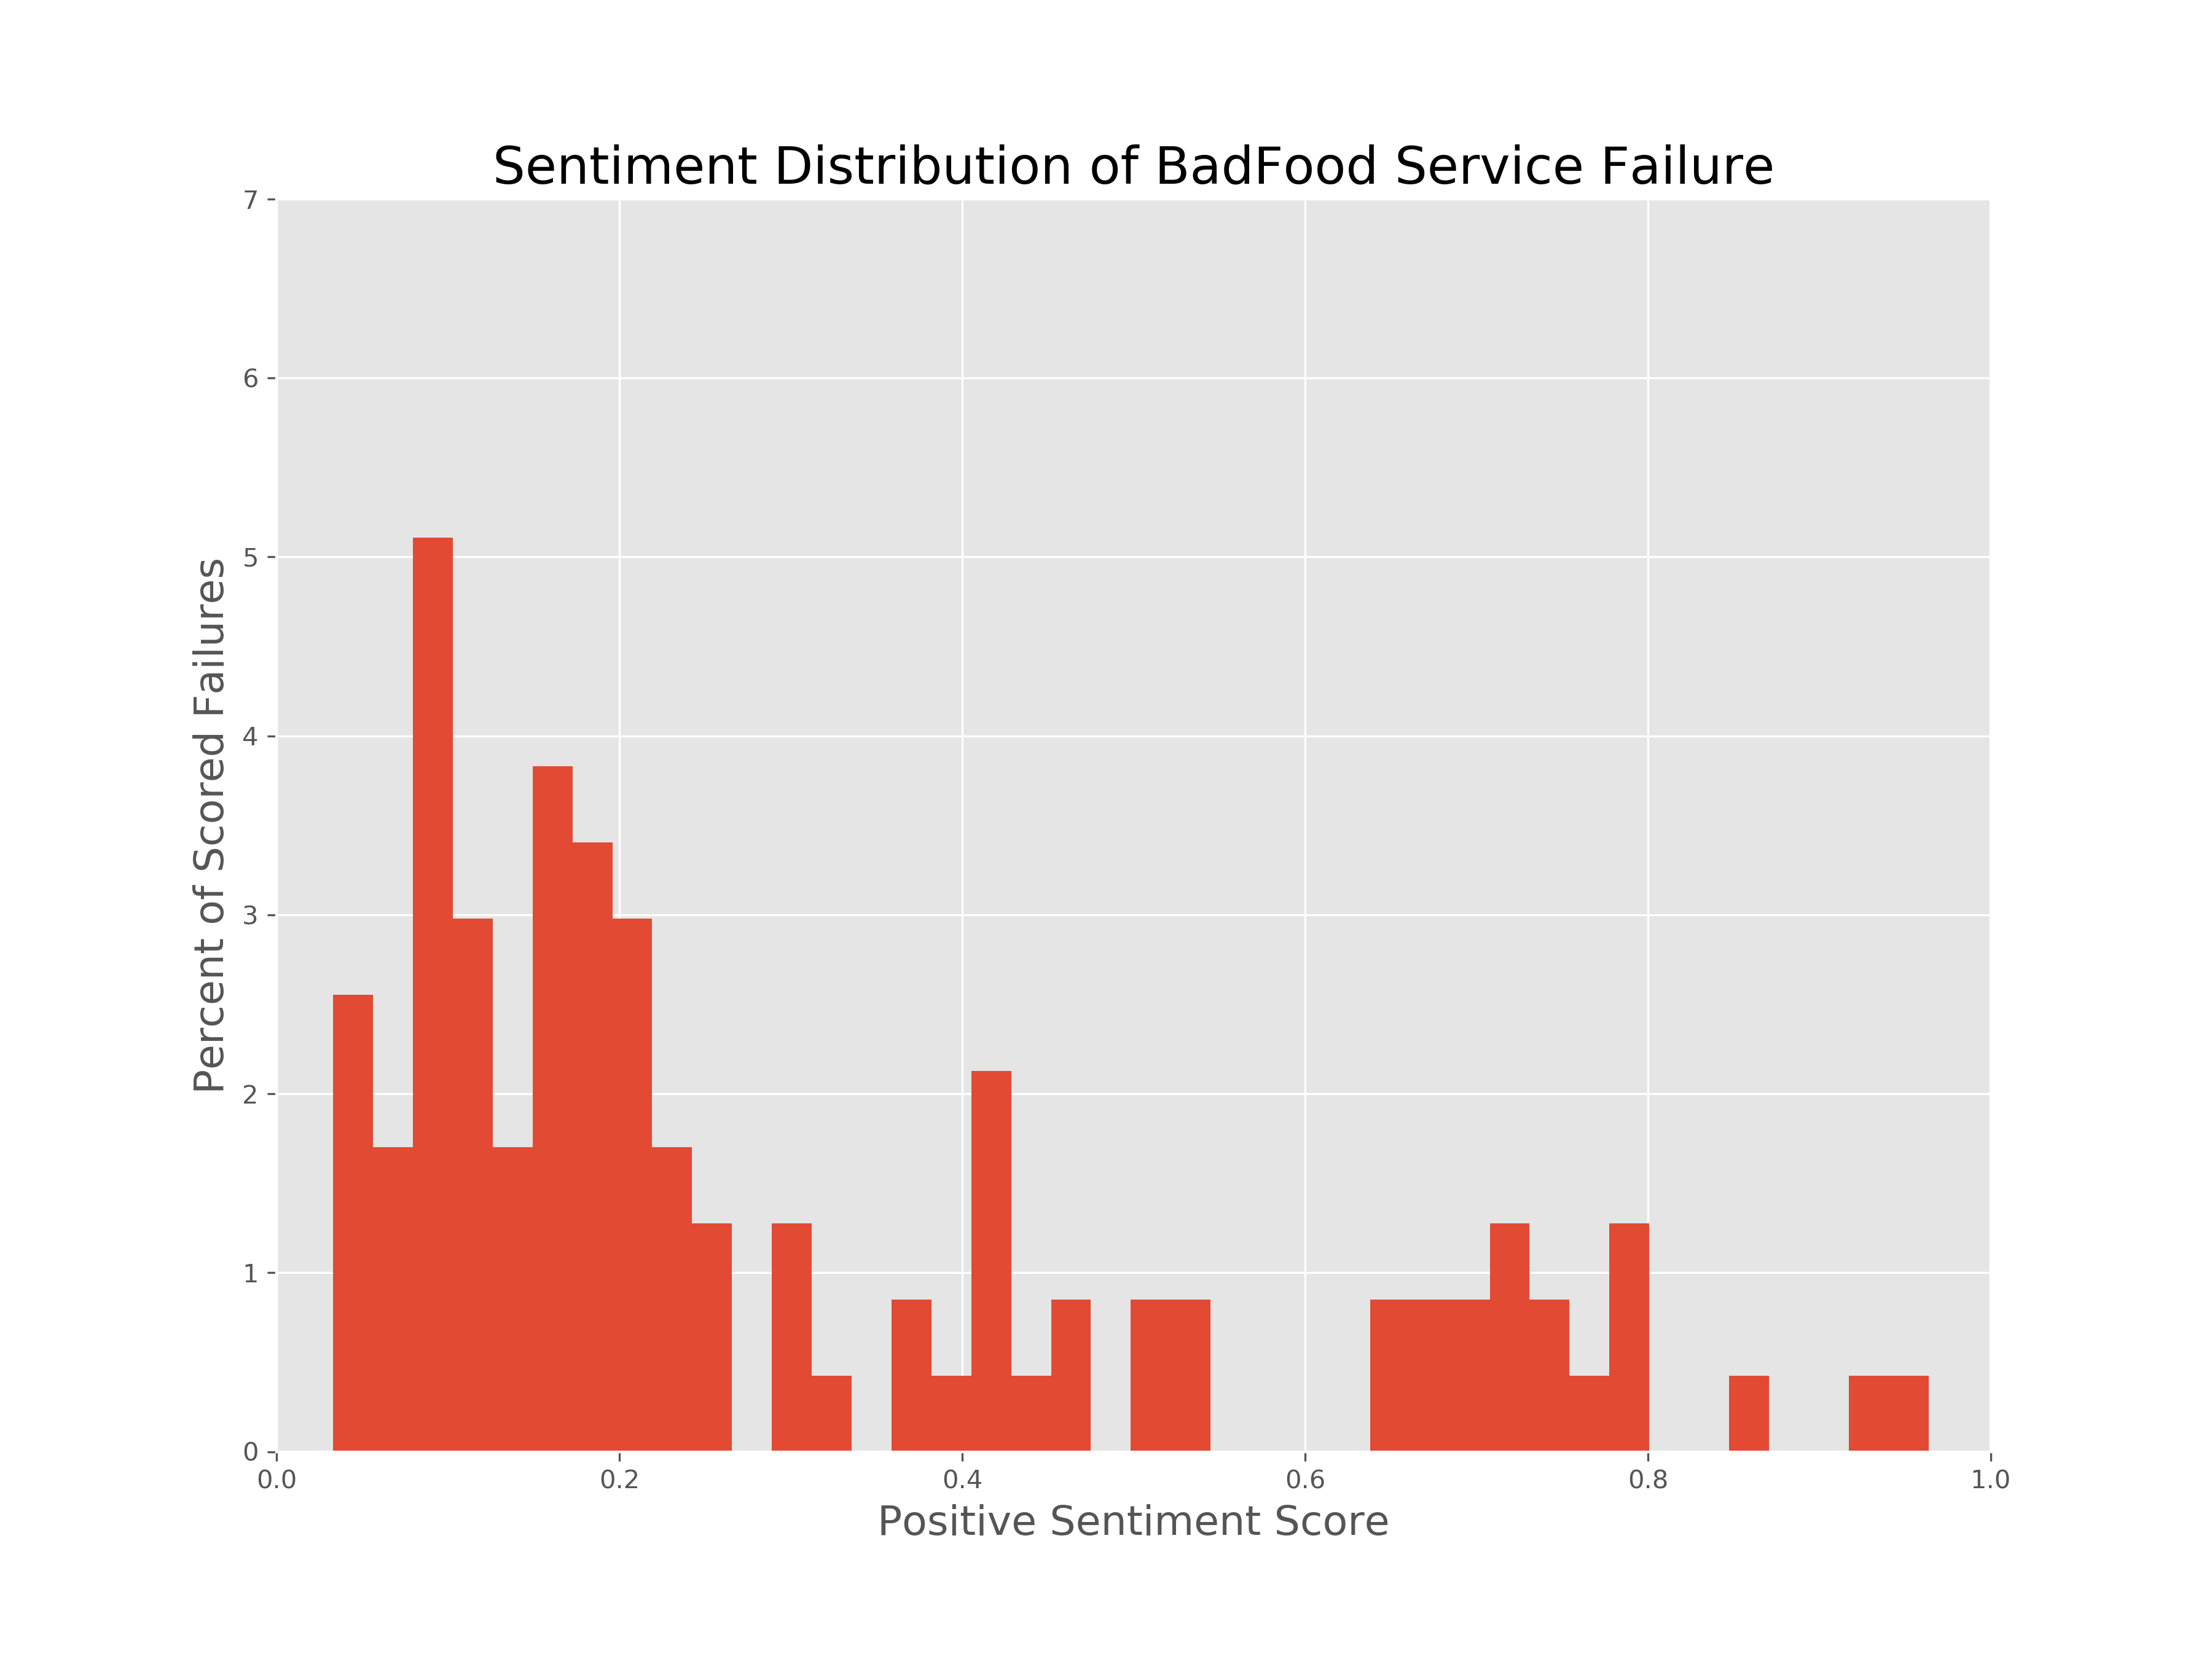 Sentiment Distribution of BadFood Service Failure
7
6
5
4
3
2
1
0
Percent of Scored Failures
0.0 0.2 0.4 0.6 0.8 1.0
Positive Sentiment Score